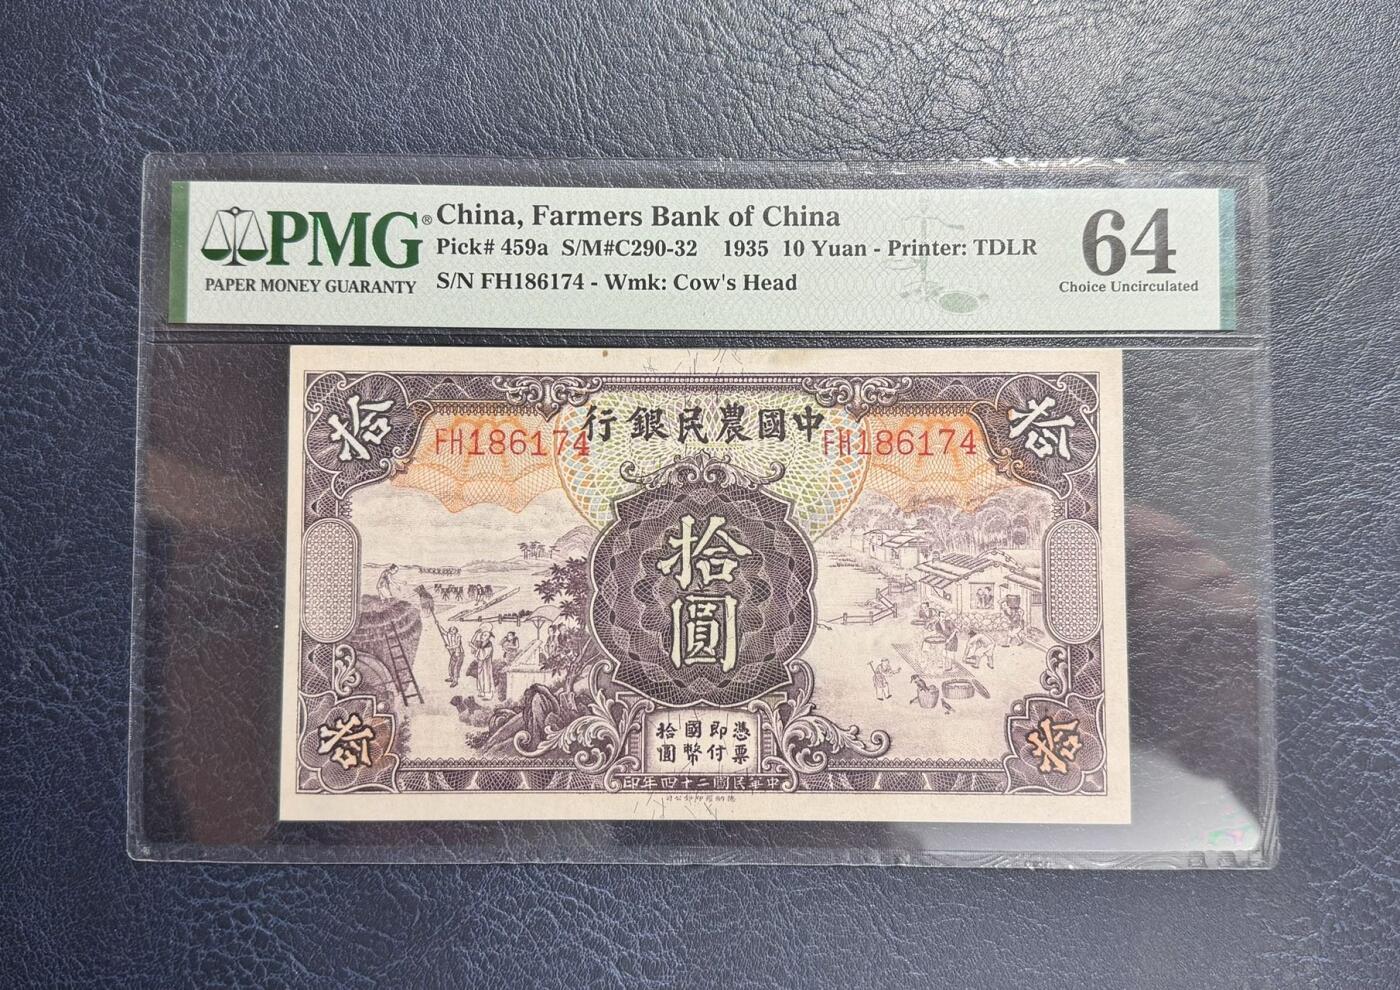 PMG®
PAPER MONEY GUARANTY
China, Farmers Bank of China
Pick# 459a S/M#C290-32 1935 10 Yuan - Printer: TDLR
S/N FH186174 - Wmk: Cow's Head
64
Choice Uncirculated
拾
行銀民農國中
拾
FH186174
FH186174
拾
圓
拾國即憑
圓幣付票
拾
拾
印年四十二國民華中